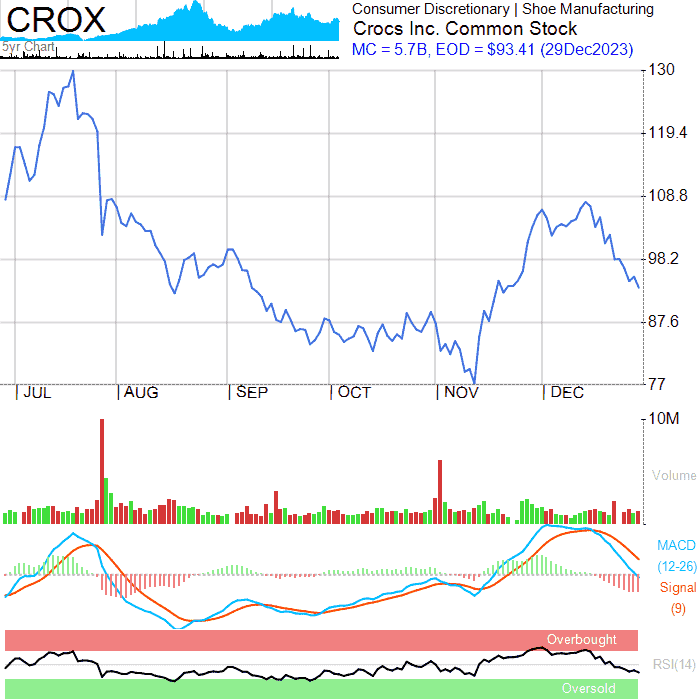 CROX
5yr Chart
Consumer Discretionary | Shoe Manufacturing
Crocs Inc. Common Stock
MC = 5.7B, EOD = $93.41 (29Dec2023)
130
119.4
108.8
98.2
87.6
77
JUL AUG SEP OCT NOV DEC
10M
Volume
MACD
(12-26)
Signal
(9)
Overbought
RSI(14)
Oversold